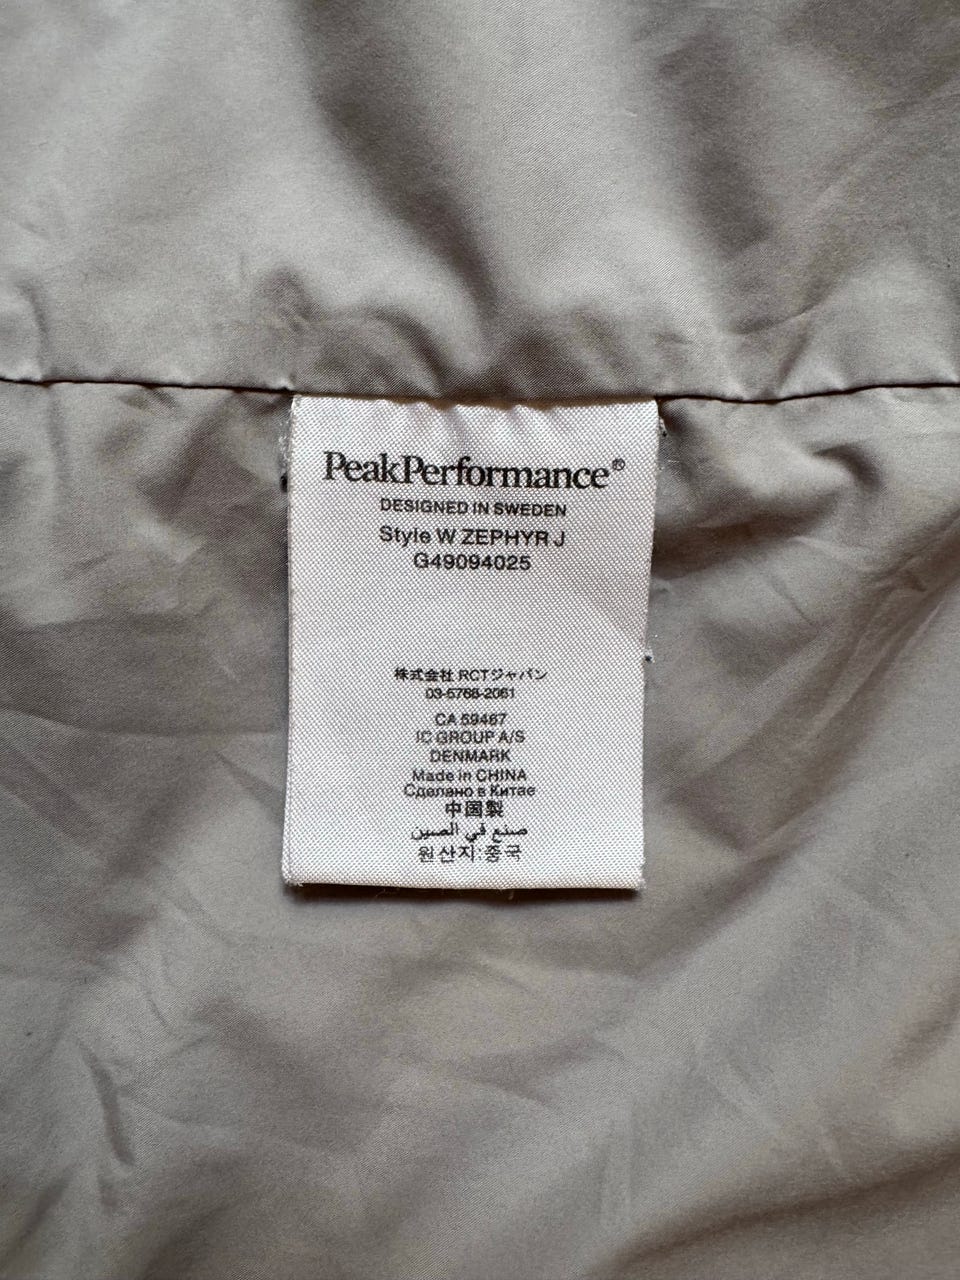 PeakPerformance®
DESIGNED IN SWEDEN
Style W ZEPHYR J
G49094025
株式会社 RCTジャパン
03-5768-2061
CA 59467
IC GROUP A/S
DENMARK
Made in CHINA
Сделано в Китае
中国製
صنع في الصين
원산지:중국